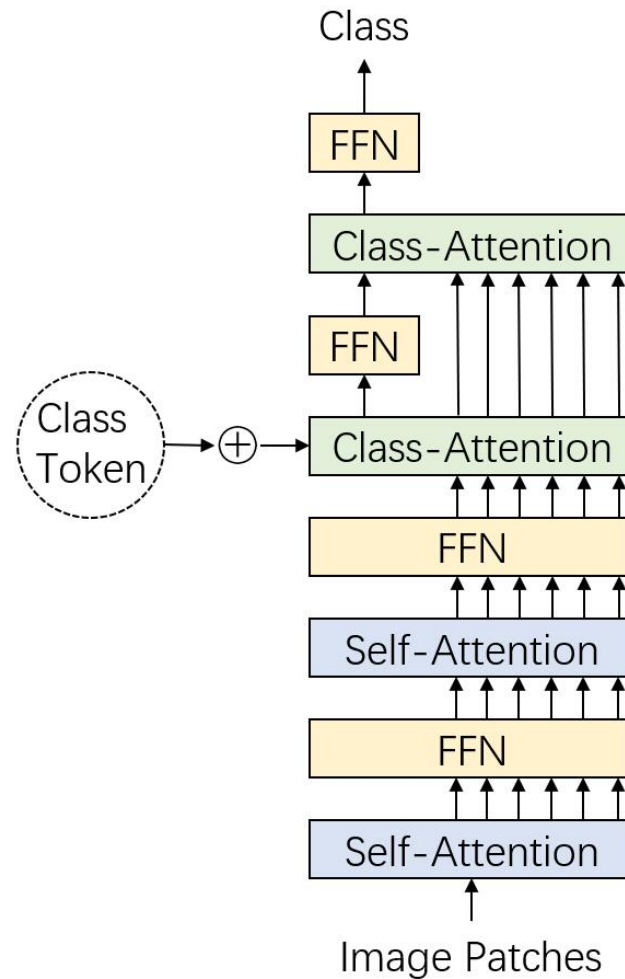 Class
FFN
Class-Attention
FFN
Class
Token
Class-Attention
FFN
Self-Attention
FFN
Self-Attention
Image Patches